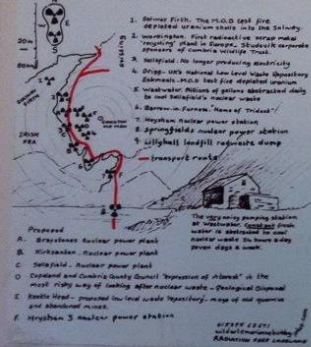 N
E
S
20m
80m
1. Solway Firth. The M.O.D test fire
depleted uranium shells into the Solway.
2. Workington. First radioactive scrap metal
'recycling' plant in Europe. Studsvik corporate
sponsors of Cumbria Wildlife Trust.
3. Sellafield. No longer producing electricity
4. Drigg. UK's National Low Level Waste Repository
Eskmeals. M.O.D test fire depleted uranium
5. Wastwater. Millions of gallons abstracted daily
to cool Sellafield's nuclear waste
6. Barrow.in.Furness. 'Home of Trident'
7. Heysham nuclear power station
8. Springfields nuclear power station
9. Lillyhall landfill radwaste dump
transport route
IRISH
SEA
The very noisy pumping station
at Wastwater. Constant fresh
water is abstracted to cool
nuclear waste 24 hours a day
seven days a week.
Proposed
A. Braystones Nuclear power plant
B. Kirksanton. Nuclear power plant
C. Sellafield. Nuclear power plant
D Copeland and Cumbria County Council "expression of interest" in the
most risky way of looking after nuclear waste - Geological Disposal
E Keekle Head - proposed low level waste repository. maze of old quarries
and abandoned mines.
F Heysham 3 nuclear power station
RADIATION FREE LAKELAND